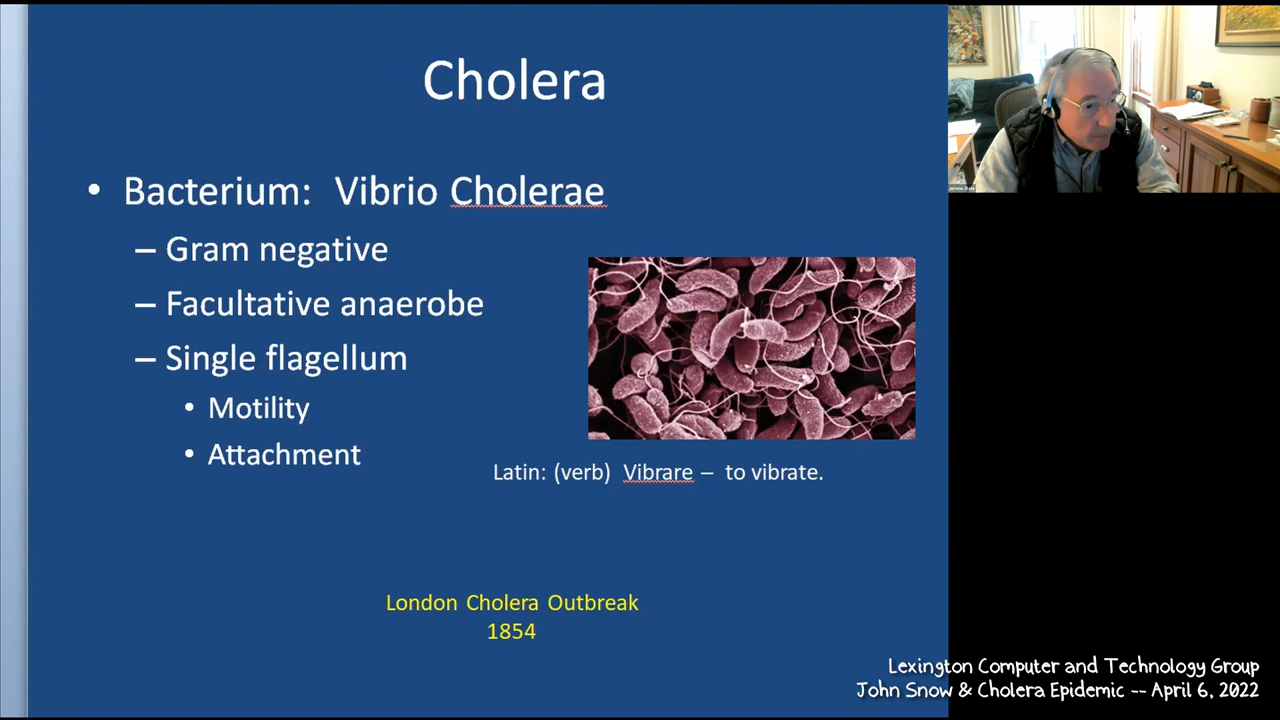 Cholera
• Bacterium: Vibrio Cholerae
– Gram negative
– Facultative anaerobe
– Single flagellum
• Motility
• Attachment
Latin: (verb) Vibrare – to vibrate.
London Cholera Outbreak
1854
Lexington Computer and Technology Group
John Snow & Cholera Epidemic -- April 6, 2022